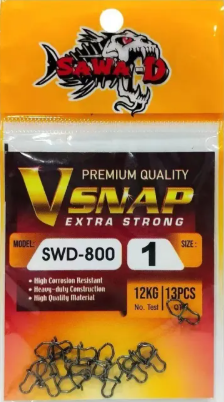 SAWA-D
PREMIUM QUALITY
V SNAP
EXTRA STRONG
MODEL: SWD-800 1 SIZE :
• High Corrosion Resistant
• Heavy-duty Construction
• High Quality Material
12KG 13PCS
No. Test QTY